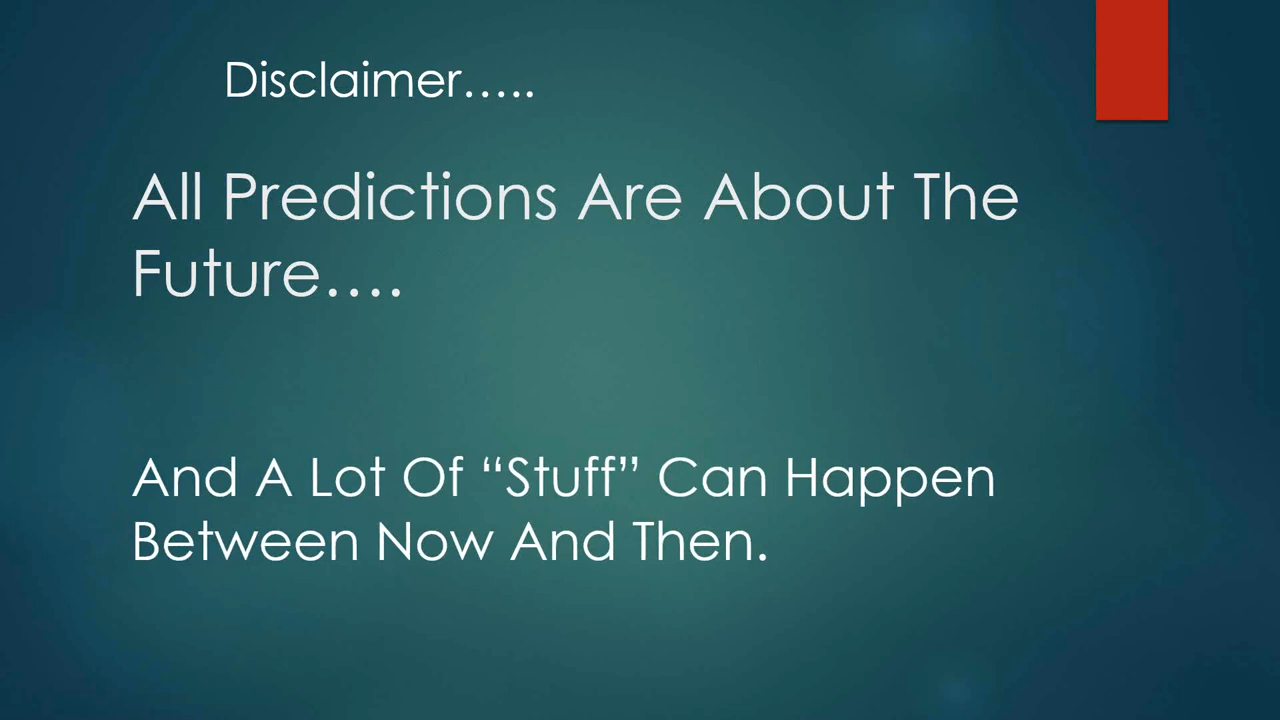 Disclaimer…..
All Predictions Are About The
Future….
And A Lot Of “Stuff” Can Happen
Between Now And Then.